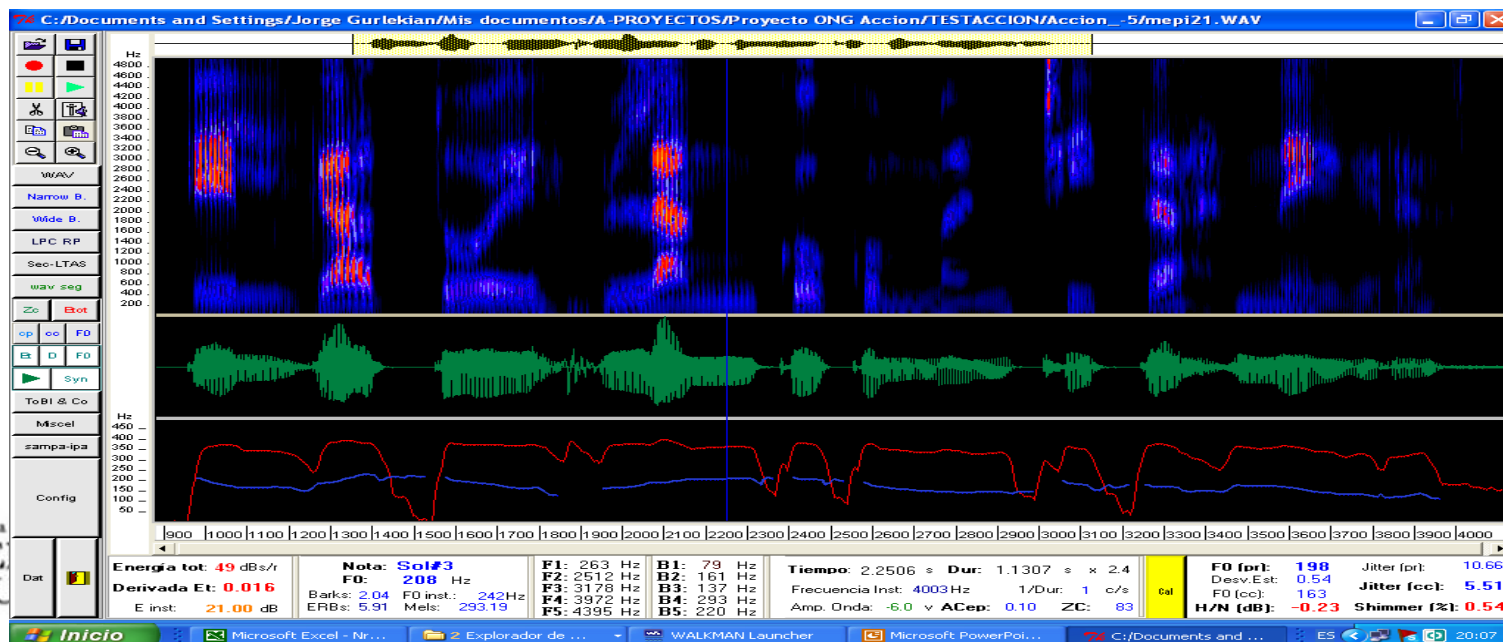 C:/Documents and Settings/Jorge Gurlekian/Mis documentos/A-PROYECTOS/Proyecto ONG Accion/TESTACCION/Accion_-5/mepi21.WAV
Hz
4800
4600
4400
4200
4000
3800
3600
3400
3200
3000
2800
2600
2400
2200
2000
1800
1600
1400
1200
1000
800
600
400
200
WAV
Narrow B.
Wide B.
LPC RP
Sec-LTAS
wav seg
Zc Etot
cp cc F0
Et D F0
Syn
ToBI & Co
Miscel
sampa-ipa
Config
Dat
Hz
450
400
350
300
250
200
150
100
50
900 1000 1100 1200 1300 1400 1500 1600 1700 1800 1900 2000 2100 2200 2300 2400 2500 2600 2700 2800 2900 3000 3100 3200 3300 3400 3500 3600 3700 3800 3900 4000
Energía tot: 49 dBs/r
Derivada Et: 0.016
E inst: 21.00 dB
Nota: Sol#3
F0: 208 Hz
Barks: 2.04 F0 inst.: 242Hz
ERBs: 5.91 Mels: 293.19
F1: 263 Hz B1: 79 Hz
F2: 2512 Hz B2: 161 Hz
F3: 3178 Hz B3: 137 Hz
F4: 3972 Hz B4: 293 Hz
F5: 4395 Hz B5: 220 Hz
Tiempo: 2.2506 s Dur: 1.1307 s x 2.4
Frecuencia Inst: 4003Hz 1/Dur: 1 c/s
Amp. Onda: -6.0 v ACep: 0.10 ZC: 83
Cal
F0 (pr): 198 Jitter (pr): 10.66
Desv.Est: 0.54
F0 (cc): 163 Jitter (cc): 5.51
H/N (dB): -0.23 Shimmer (%): 0.54
Inicio
Microsoft Excel - Nr...
2 Explorador de ...
WALKMAN Launcher
Microsoft PowerPoi...
C:/Documents and ...
ES
20:07